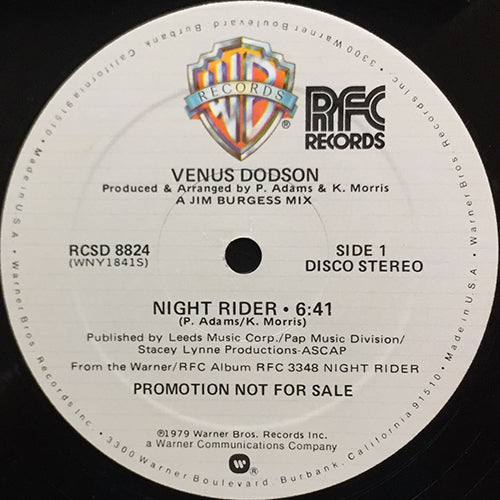 WB
RECORDS
®
RFC
RECORDS
VENUS DODSON
Produced & Arranged by P. Adams & K. Morris
A JIM BURGESS MIX
RCSD 8824
(WNY1841S)
SIDE 1
DISCO STEREO
NIGHT RIDER • 6:41
(P. Adams/K. Morris)
Published by Leeds Music Corp./Pap Music Division/
Stacey Lynne Productions-ASCAP
From the Warner/RFC Album RFC 3348 NIGHT RIDER
PROMOTION NOT FOR SALE
℗1979 Warner Bros. Records Inc.
a Warner Communications Company
®
Made in U.S.A. • Warner Bros. Records Inc. • 3300 Warner Boulevard, Burbank, California 91510 • Made in U.S.A. • Warner Bros. Records Inc. • 3300 Warner Boulevard, Burbank, California 91510 •